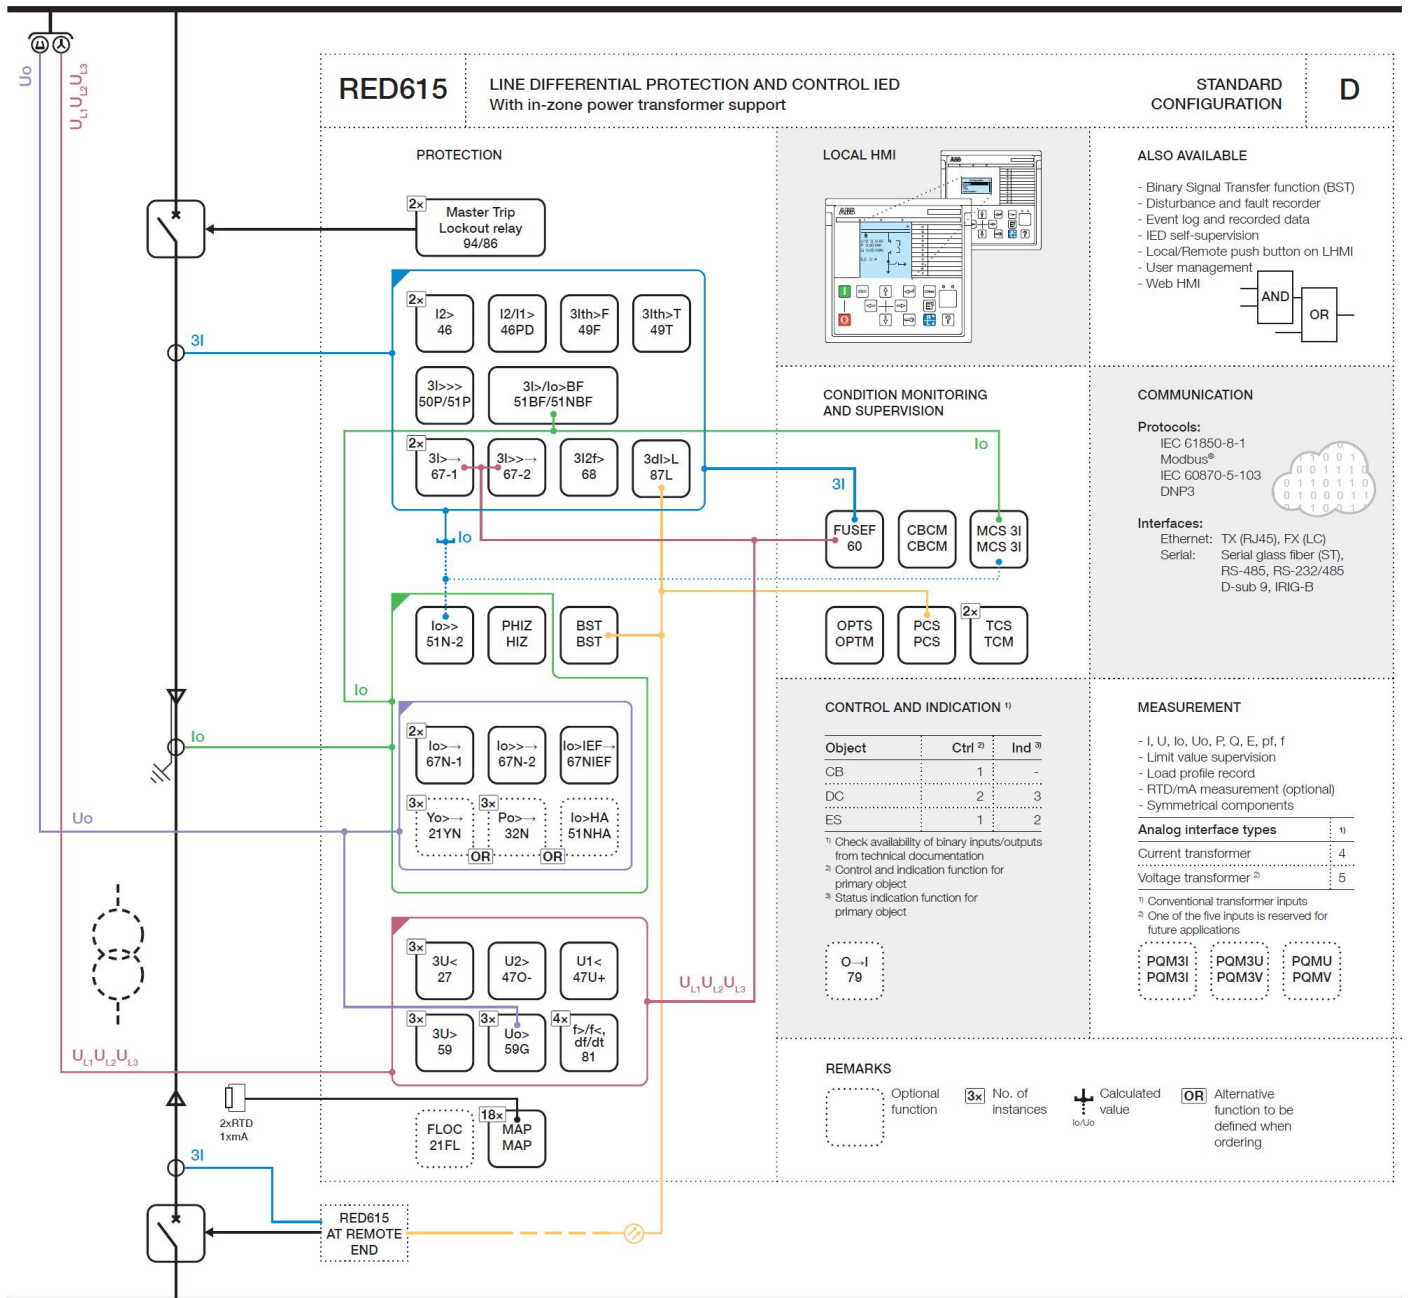 Uo
U L1 U L2 U L3
RED615
LINE DIFFERENTIAL PROTECTION AND CONTROL IED
With in-zone power transformer support
STANDARD
CONFIGURATION
D
PROTECTION
2×
Master Trip
Lockout relay
94/86
3I
2×
I2>
46
I2/I1>
46PD
3Ith>F
49F
3Ith>T
49T
3I>>>
50P/51P
3I>/Io>BF
51BF/51NBF
2×
3I>→
67-1
3I>>→
67-2
3I2f>
68
3dI>L
87L
Io
Io>>
51N-2
PHIZ
HIZ
BST
BST
Io
Io
2×
Io>→
67N-1
Io>>→
67N-2
Io>IEF→
67NIEF
Uo
3×
Yo>→
21YN
OR
3×
Po>→
32N
OR
Io>HA
51NHA
3×
3U<
27
U2>
47O-
U1<
47U+
U L1 U L2 U L3
3×
3U>
59
3×
Uo>
59G
4×
f>/f<,
df/dt
81
U L1 U L2 U L3
2xRTD
1xmA
FLOC
21FL
18×
MAP
MAP
3I
RED615
AT REMOTE
END
LOCAL HMI
ABB
ABB
ESC
Clear
I
O
R
L
?
ALSO AVAILABLE
- Binary Signal Transfer function (BST)
- Disturbance and fault recorder
- Event log and recorded data
- IED self-supervision
- Local/Remote push button on LHMI
- User management
- Web HMI
AND
OR
CONDITION MONITORING
AND SUPERVISION
Io
3I
FUSEF
60
CBCM
CBCM
MCS 3I
MCS 3I
OPTS
OPTM
PCS
PCS
2×
TCS
TCM
COMMUNICATION
Protocols:
IEC 61850-8-1
Modbus®
IEC 60870-5-103
DNP3
Interfaces:
Ethernet: TX (RJ45), FX (LC)
Serial: Serial glass fiber (ST),
RS-485, RS-232/485
D-sub 9, IRIG-B
CONTROL AND INDICATION 1)
Object Ctrl 2) Ind 3)
CB 1 -
DC 2 3
ES 1 2
1) Check availability of binary inputs/outputs
from technical documentation
2) Control and indication function for
primary object
3) Status indication function for
primary object
O→I
79
MEASUREMENT
- I, U, Io, Uo, P, Q, E, pf, f
- Limit value supervision
- Load profile record
- RTD/mA measurement (optional)
- Symmetrical components
Analog interface types 1)
Current transformer 4
Voltage transformer 2) 5
1) Conventional transformer inputs
2) One of the five inputs is reserved for
future applications
PQM3I
PQM3I
PQM3U
PQM3V
PQMU
PQMV
REMARKS
Optional
function
3×
No. of
instances
Io/Uo
Calculated
value
OR
Alternative
function to be
defined when
ordering